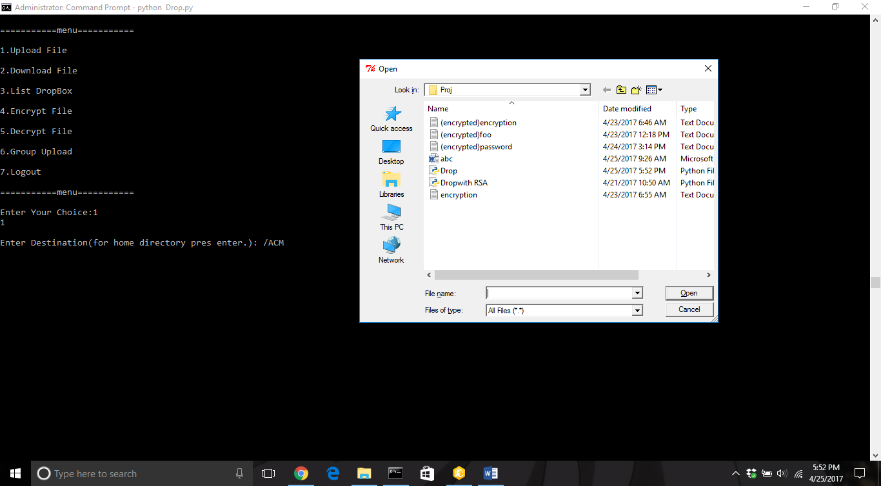 Administrator: Command Prompt - python Drop.py
===========menu===========
1.Upload File
2.Download File
3.List DropBox
4.Encrypt File
5.Decrypt File
6.Group Upload
7.Logout
===========menu===========
Enter Your Choice:1
1
Enter Destination(for home directory pres enter.): /ACM
Open
Look in: Proj
Name Date modified Type
(encrypted)encryption 4/23/2017 6:46 AM Text Docu
(encrypted)foo 4/23/2017 12:18 PM Text Docu
(encrypted)password 4/24/2017 3:14 PM Text Docu
abc 4/25/2017 9:26 AM Microsoft
Drop 4/25/2017 5:52 PM Python Fil
Dropwith RSA 4/21/2017 10:50 AM Python Fil
encryption 4/23/2017 6:55 AM Text Docu
Quick access
Desktop
Libraries
This PC
Network
File name: Open
Files of type: All Files (*.*) Cancel
Type here to search
5:52 PM
4/25/2017